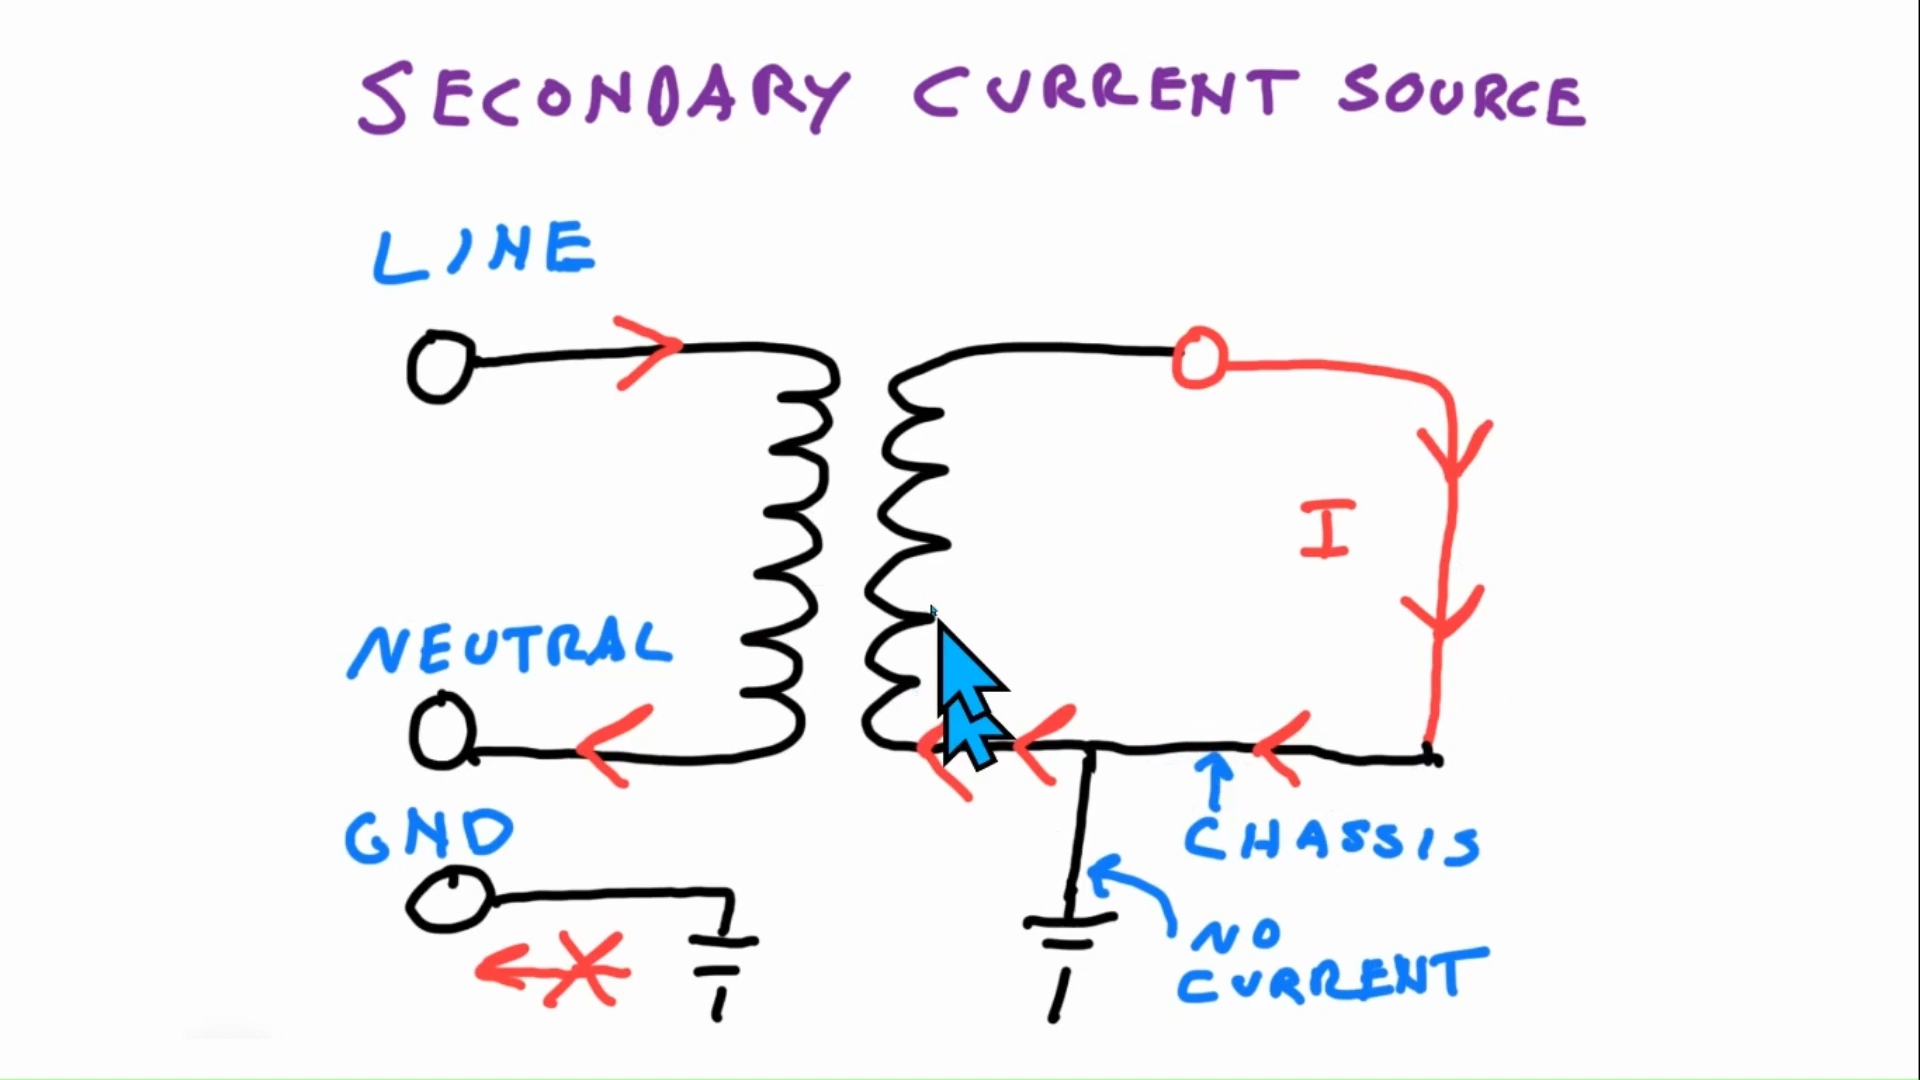 SECONDARY CURRENT SOURCE
LINE
I
NEUTRAL
GND
CHASSIS
NO
CURRENT